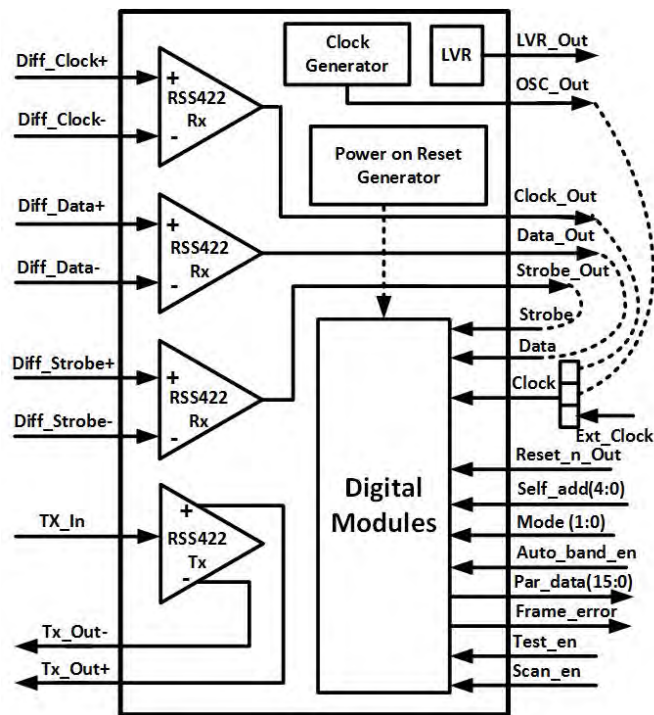 Diff_Clock+
Diff_Clock-
+
RSS422
Rx
-
Clock
Generator
LVR
LVR_Out
OSC_Out
Power on Reset
Generator
Diff_Data+
Diff_Data-
+
RSS422
Rx
-
Clock_Out
Data_Out
Strobe_Out
Strobe
Data
Clock
Ext_Clock
Diff_Strobe+
Diff_Strobe-
+
RSS422
Rx
-
TX_In
+
RSS422
Tx
-
Tx_Out-
Tx_Out+
Digital
Modules
Reset_n_Out
Self_add(4:0)
Mode (1:0)
Auto_band_en
Par_data(15:0)
Frame_error
Test_en
Scan_en